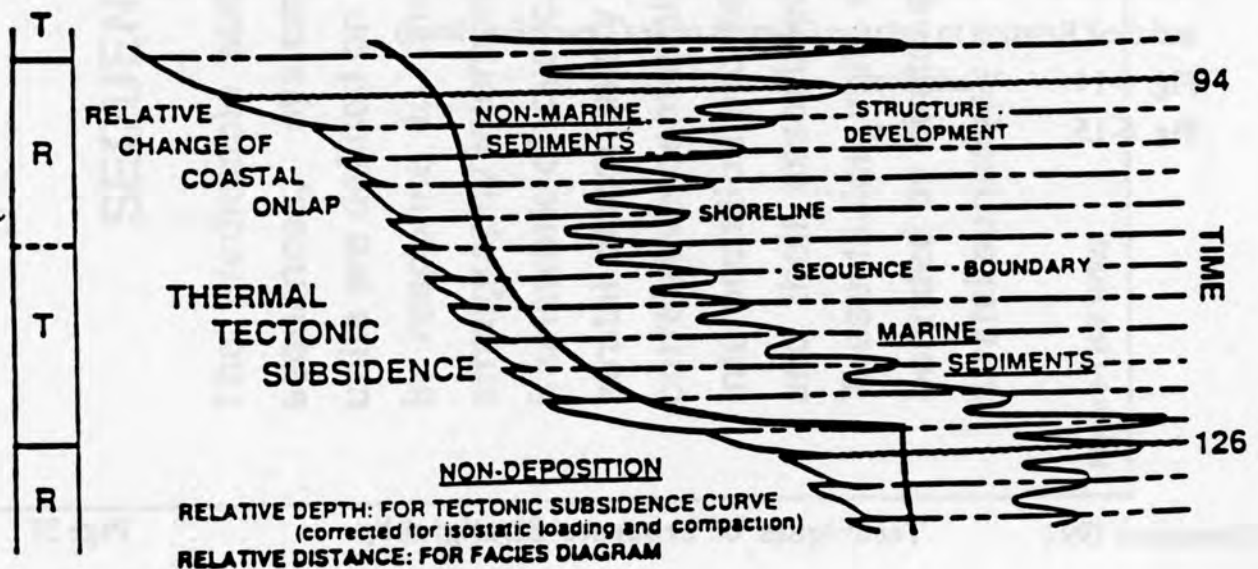 T
R
T
R
RELATIVE
CHANGE OF
COASTAL
ONLAP
NON-MARINE
SEDIMENTS
STRUCTURE
DEVELOPMENT
94
SHORELINE
SEQUENCE
BOUNDARY
TIME
THERMAL
TECTONIC
SUBSIDENCE
MARINE
SEDIMENTS
126
NON-DEPOSITION
RELATIVE DEPTH: FOR TECTONIC SUBSIDENCE CURVE
(corrected for isostatic loading and compaction)
RELATIVE DISTANCE: FOR FACIES DIAGRAM